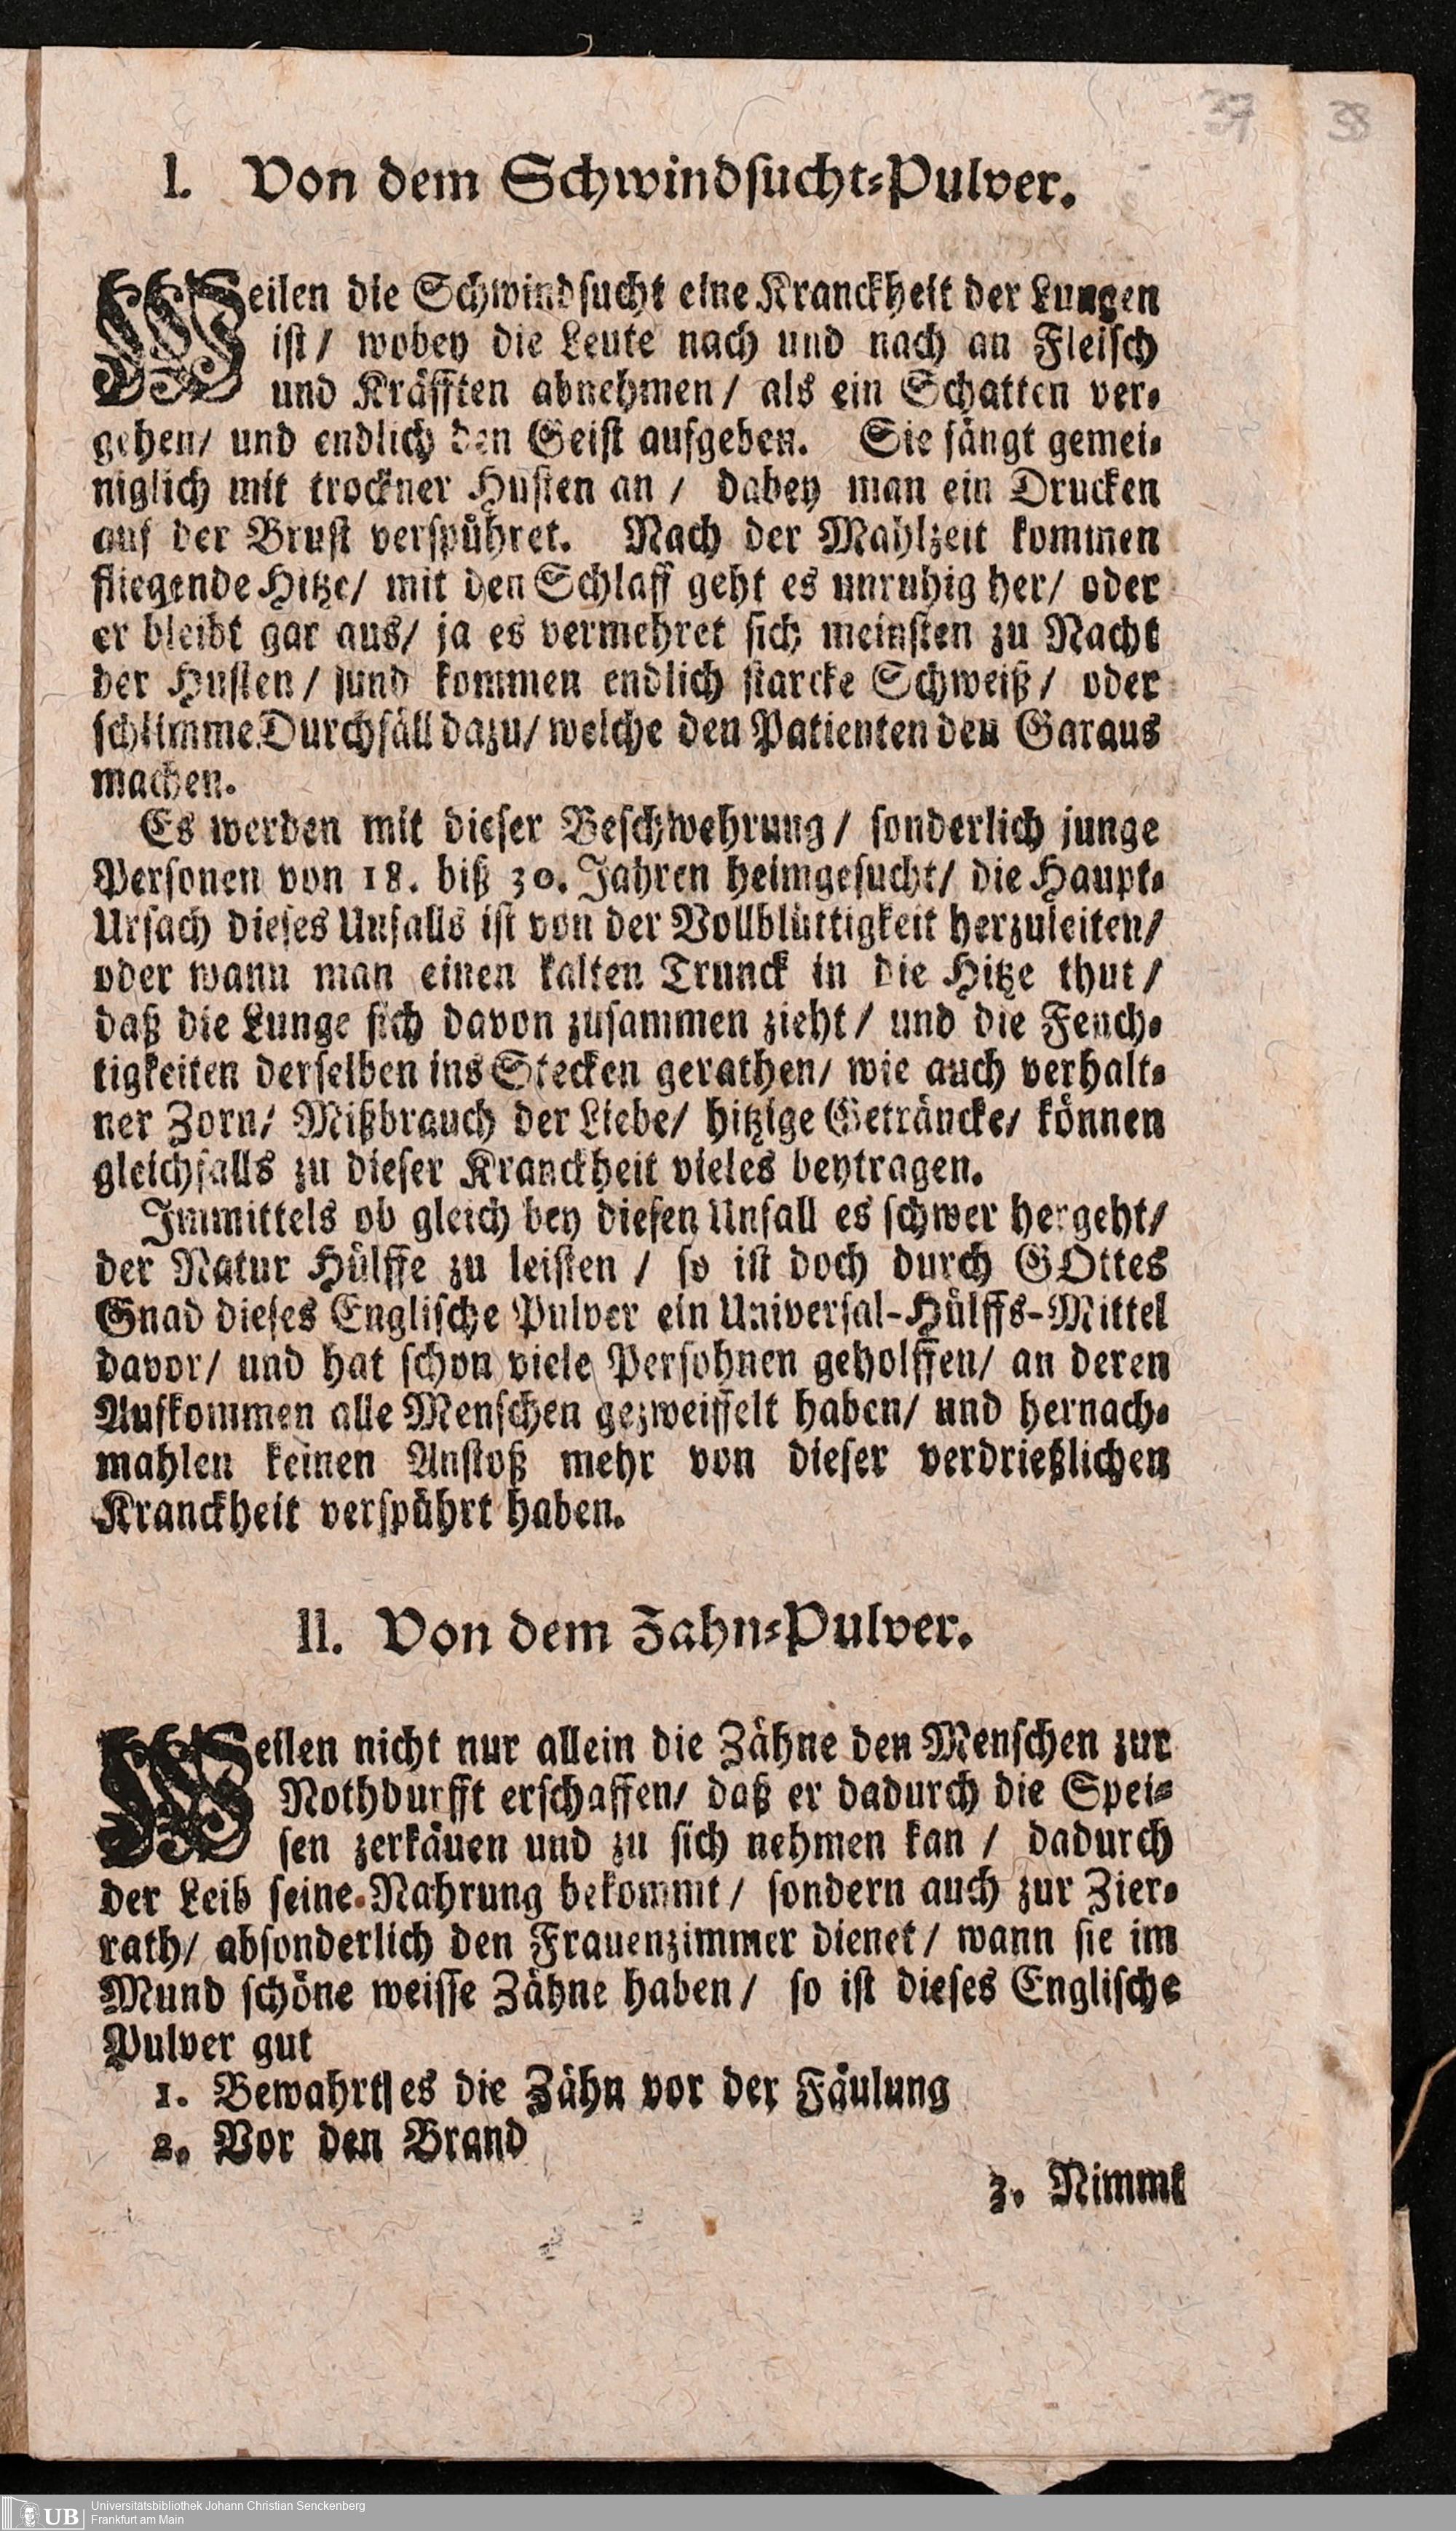 37
38
I. Von dem Schwindsucht-Pulver.
Weilen die Schwindsucht eine Kranckheit der Lungen
ist / wobey die Leute nach und nach an Fleisch
und Kräfften abnehmen / als ein Schatten ver-
gehen / und endlich den Geist aufgeben. Sie fängt gemei-
niglich mit trockner Husten an / dabey man ein Drucken
auf der Brust verspühret. Nach der Mahlzeit kommen
fliegende Hitze / mit den Schlaff geht es unruhig her / oder
er bleibt gar aus / ja es vermehret sich meinsten zu Nacht
der Husten / und kommen endlich starcke Schweiß / oder
schlimme Durchfäll dazu / welche den Patienten den Garaus
machen.
Es werden mit dieser Beschwehrung / sonderlich junge
Personen von 18. biß 30. Jahren heimgesucht / die Haupt-
Ursach dieses Unfalls ist von der Vollblüttigkeit herzuleiten /
oder wann man einen kalten Trunck in die Hitze thut /
daß die Lunge sich davon zusammen zieht / und die Feuch-
tigkeiten derselben ins Stecken gerathen / wie auch verhalt-
ner Zorn / Mißbrauch der Liebe / hitzige Geträncke / können
gleichfalls zu dieser Kranckheit vieles beytragen.
Immittels ob gleich bey diesen Unfall es schwer hergeht /
der Natur Hülffe zu leisten / so ist doch durch GOttes
Gnad dieses Englische Pulver ein Universal-Hülffs-Mittel
davor / und hat schon viele Persohnen geholffen / an deren
Aufkommen alle Menschen gezweiffelt haben / und hernach-
mahlen keinen Anstoß mehr von dieser verdrießlichen
Kranckheit verspührt haben.
II. Von dem Zahn-Pulver.
Weilen nicht nur allein die Zähne den Menschen zur
Nothdurfft erschaffen / daß er dadurch die Spei-
sen zerkäuen und zu sich nehmen kan / dadurch
der Leib seine Nahrung bekommt / sondern auch zur Zier-
rath / absonderlich den Frauenzimmer dienet / wann sie im
Mund schöne weisse Zähne haben / so ist dieses Englische
Pulver gut
1. Bewahrt es die Zähn vor der Fäulung
2. Vor den Brand
3. Nimmt
UB
Universitätsbibliothek Johann Christian Senckenberg
Frankfurt am Main